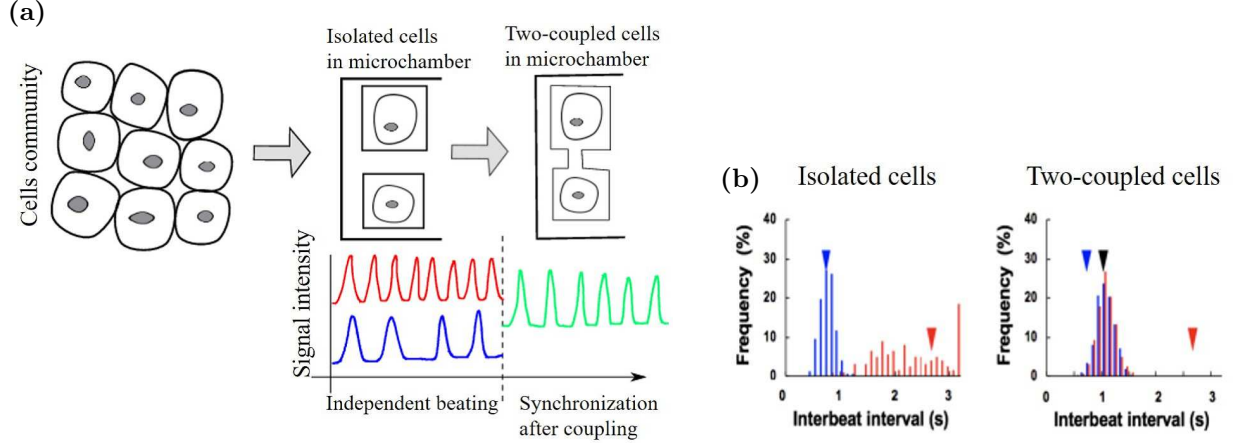 (a)
Cells community
Isolated cells
in microchamber
Two-coupled cells
in microchamber
Signal intensity
Independent beating
Synchronization
after coupling
(b)
Isolated cells
Frequency (%)
40
30
20
10
0
0
1
2
3
Interbeat interval (s)
Two-coupled cells
Frequency (%)
40
30
20
10
0
0
1
2
3
Interbeat interval (s)